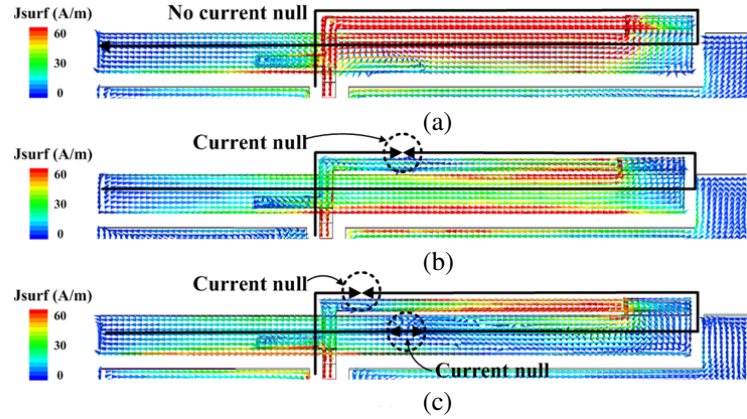 Jsurf (A/m)
No current null
60
30
0
(a)
Current null
Jsurf (A/m)
60
30
0
(b)
Current null
Jsurf (A/m)
60
30
0
Current null
(c)